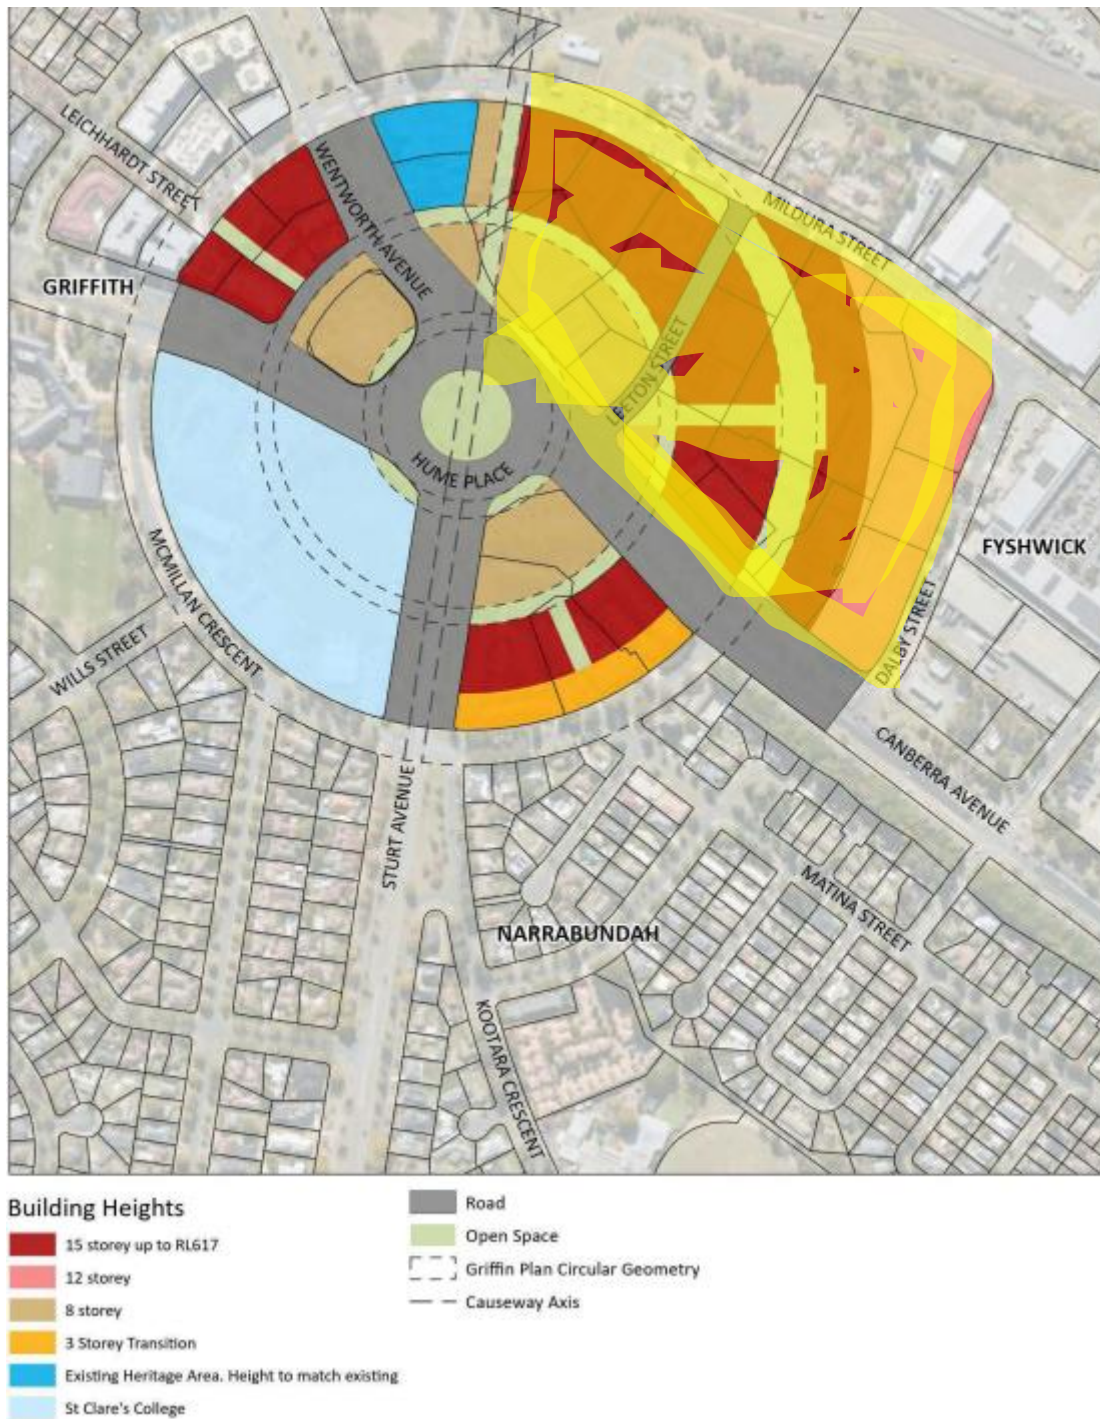 LEICHHARDT STREET
WENTWORTH AVENUE
MILDURA STREET
GRIFFITH
LEETON STREET
HUME PLACE
FYSHWICK
MCMILLAN CRESCENT
DALBY STREET
WILLS STREET
CANBERRA AVENUE
STURT AVENUE
MATINA STREET
NARRABUNDAH
KOOTARA CRESCENT
Building Heights
15 storey up to RL617
12 storey
8 storey
3 Storey Transition
Existing Heritage Area. Height to match existing
St Clare's College
Road
Open Space
Griffin Plan Circular Geometry
Causeway Axis